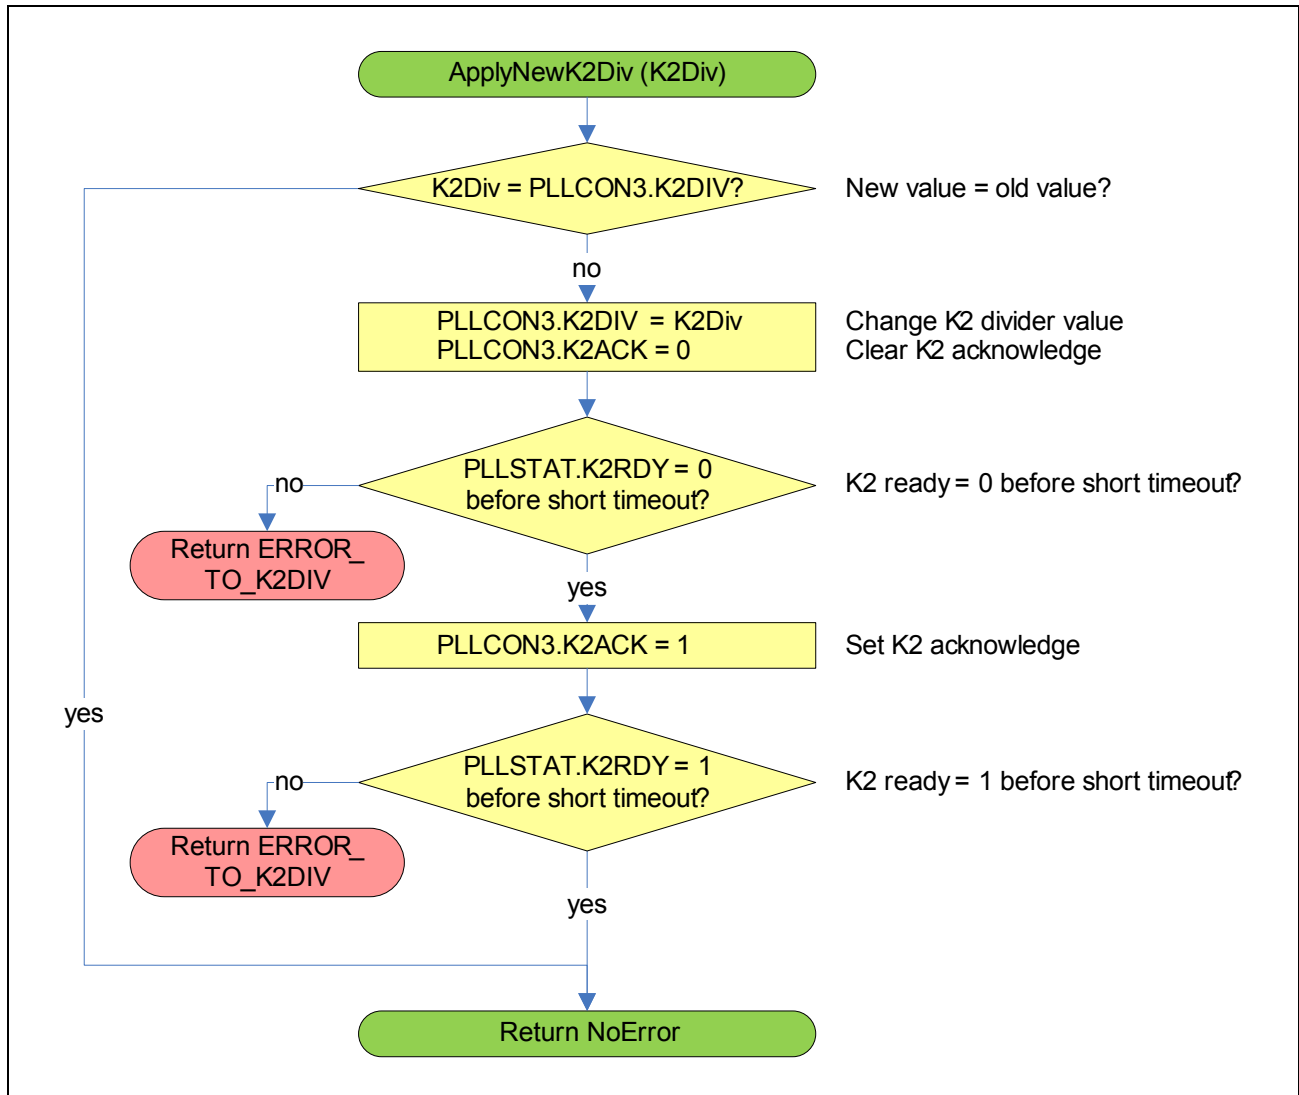 ApplyNewK2Div (K2Div)
K2Div = PLLCON3.K2DIV?
New value = old value?
no
PLLCON3.K2DIV = K2Div
PLLCON3.K2ACK = 0
Change K2 divider value
Clear K2 acknowledge
PLLSTAT.K2RDY = 0
before short timeout?
K2 ready = 0 before short timeout?
no
Return ERROR_
TO_K2DIV
yes
PLLCON3.K2ACK = 1
Set K2 acknowledge
yes
PLLSTAT.K2RDY = 1
before short timeout?
K2 ready = 1 before short timeout?
no
Return ERROR_
TO_K2DIV
yes
Return NoError